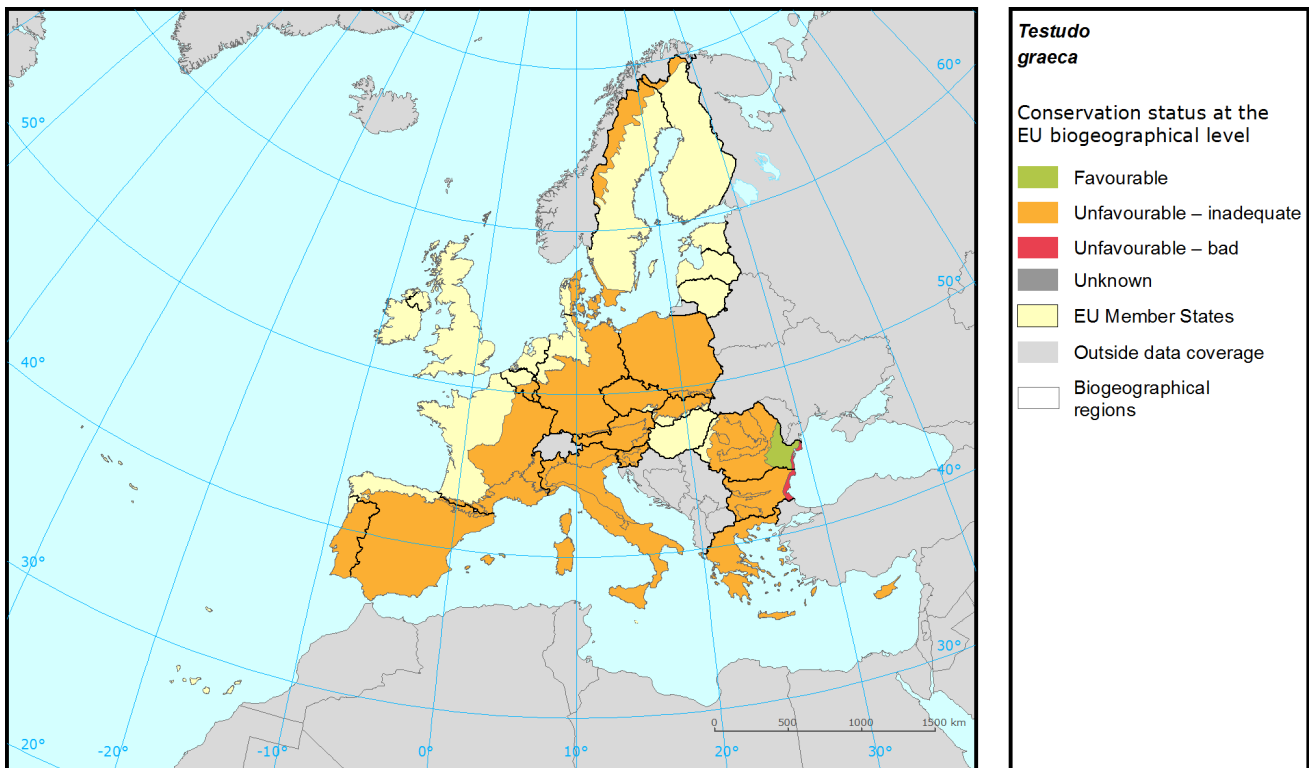 Testudo
graeca
Conservation status at the
EU biogeographical level
Favourable
Unfavourable – inadequate
Unfavourable – bad
Unknown
EU Member States
Outside data coverage
Biogeographical
regions
60°
50°
50°
40°
40°
30°
30°
20°
-20°
-10°
0°
10°
20°
30°
0
500
1000
1500 km